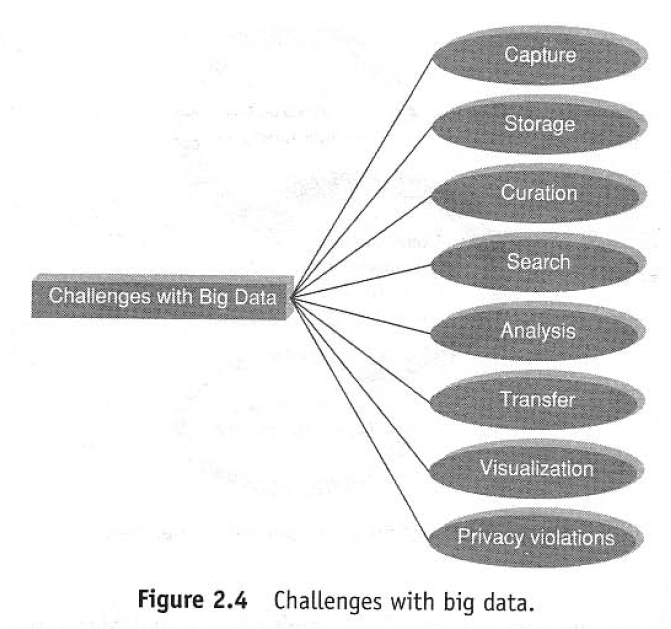 Capture
Storage
Curation
Search
Challenges with Big Data
Analysis
Transfer
Visualization
Privacy violations
Figure 2.4 Challenges with big data.